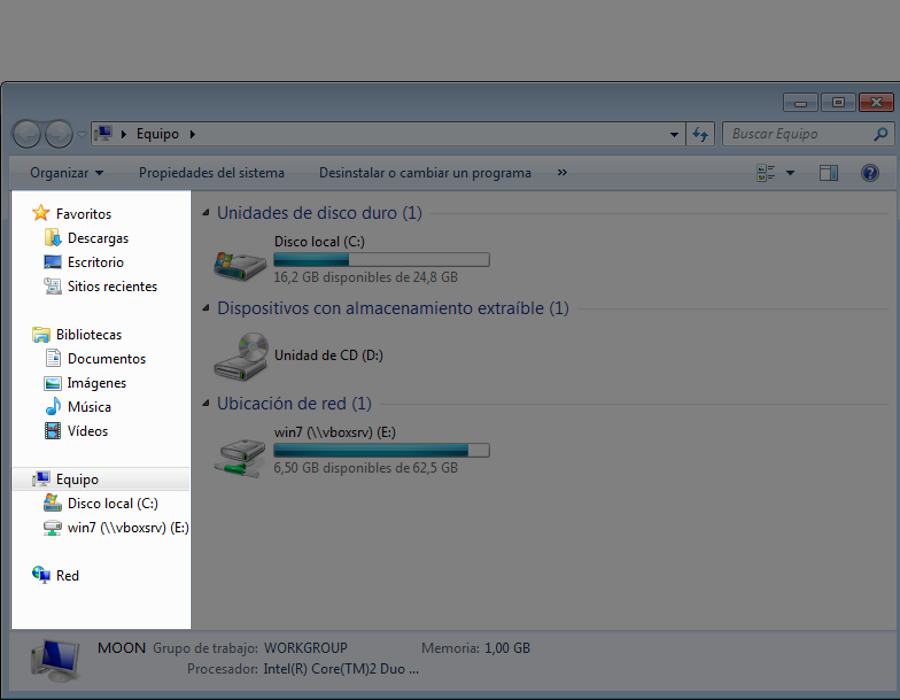 Equipo
Buscar Equipo
Organizar
Propiedades del sistema
Desinstalar o cambiar un programa
»
Favoritos
Descargas
Escritorio
Sitios recientes
Bibliotecas
Documentos
Imágenes
Música
Vídeos
Equipo
Disco local (C:)
win7 (\\vboxsrv) (E:)
Red
Unidades de disco duro (1)
Disco local (C:)
16,2 GB disponibles de 24,8 GB
Dispositivos con almacenamiento extraíble (1)
Unidad de CD (D:)
Ubicación de red (1)
win7 (\\vboxsrv) (E:)
6,50 GB disponibles de 62,5 GB
MOON Grupo de trabajo: WORKGROUP Memoria: 1,00 GB
Procesador: Intel(R) Core(TM)2 Duo ...